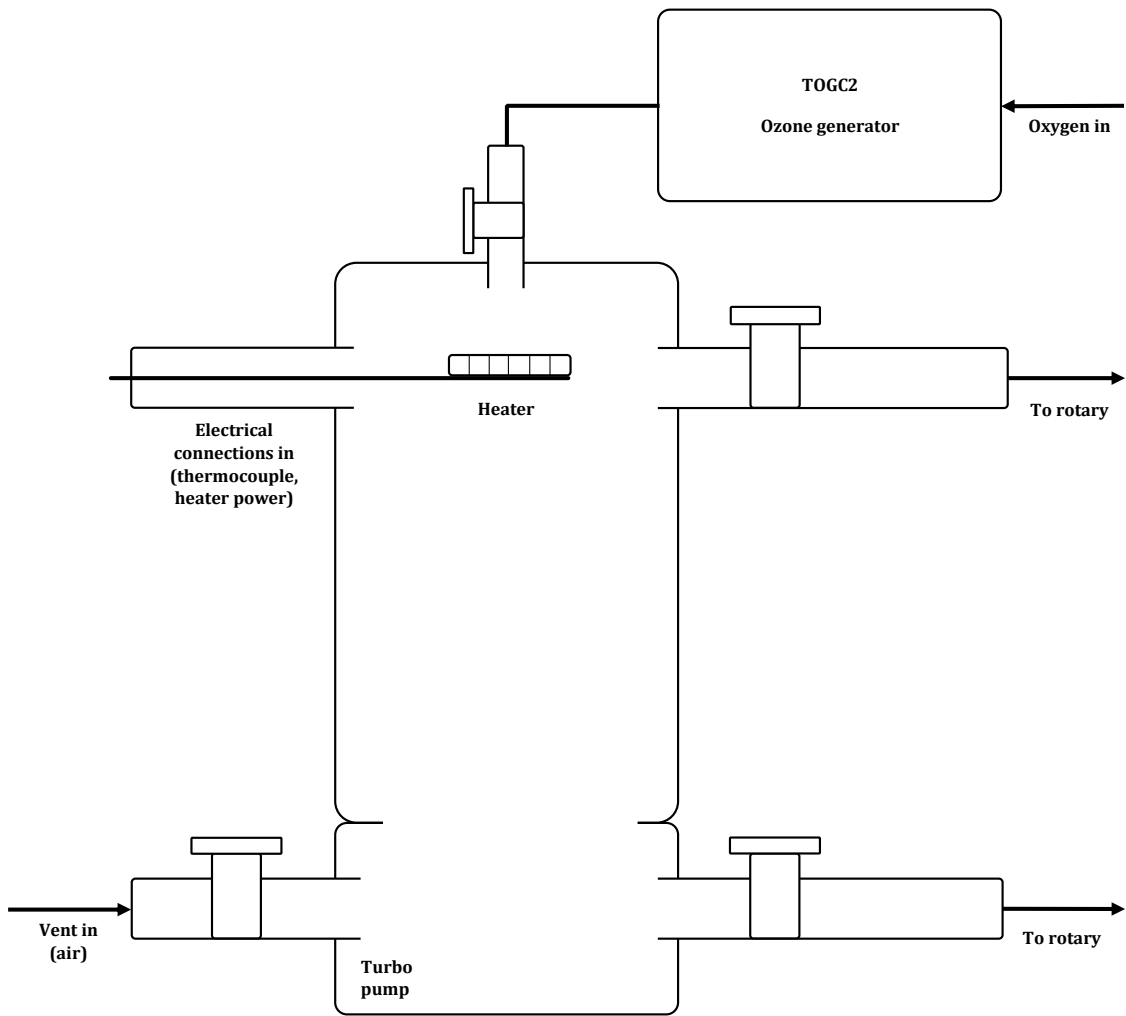 TOGC2
Ozone generator
Oxygen in
Heater
To rotary
Electrical
connections in
(thermocouple,
heater power)
Vent in
(air)
To rotary
Turbo
pump